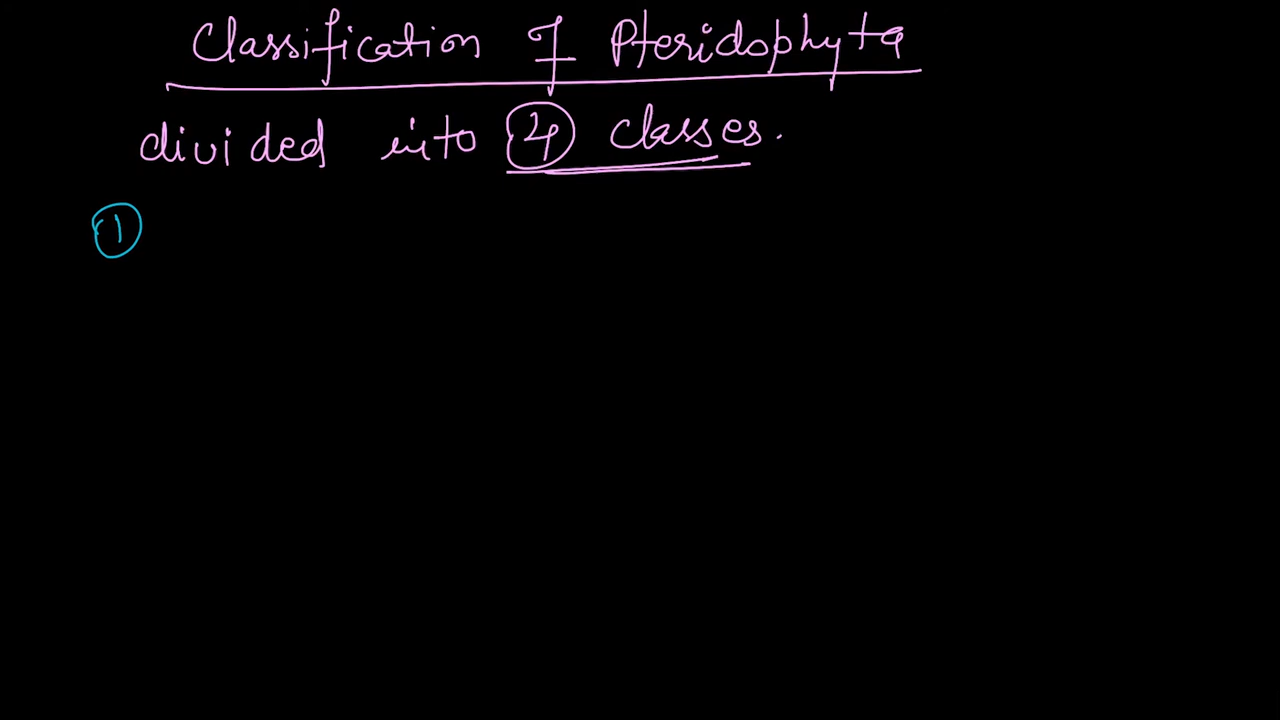 Classification of Pteridophyta
divided into 4 classes.
1